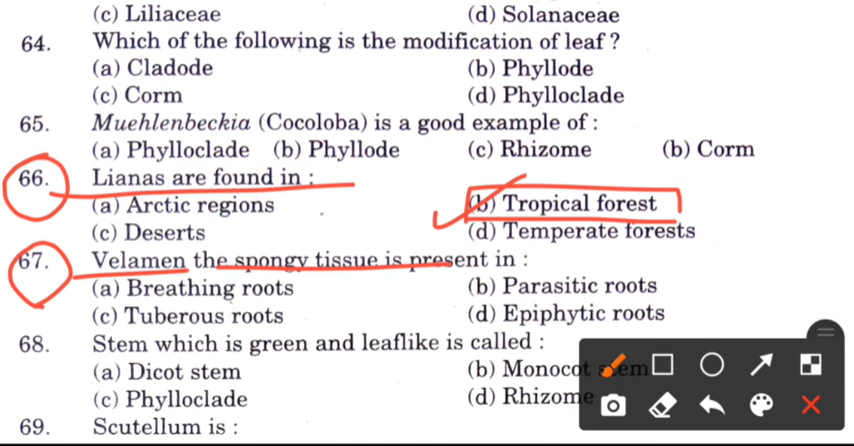 (c) Liliaceae (d) Solanaceae
64. Which of the following is the modification of leaf ?
(a) Cladode (b) Phyllode
(c) Corm (d) Phylloclade
65. Muehlenbeckia (Cocoloba) is a good example of :
(a) Phylloclade (b) Phyllode (c) Rhizome (b) Corm
66. Lianas are found in :
(a) Arctic regions (b) Tropical forest
(c) Deserts (d) Temperate forests
67. Velamen the spongy tissue is present in :
(a) Breathing roots (b) Parasitic roots
(c) Tuberous roots (d) Epiphytic roots
68. Stem which is green and leaflike is called :
(a) Dicot stem (b) Monocot stem
(c) Phylloclade (d) Rhizome
69. Scutellum is :